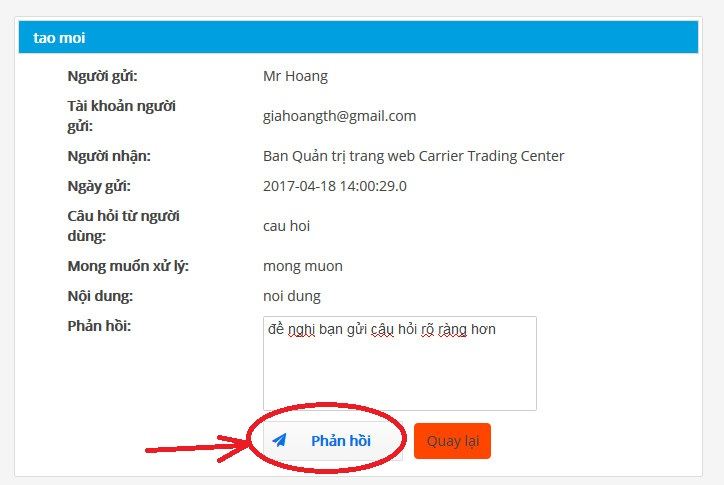 tao moi
Người gửi: Mr Hoang
Tài khoản người
gửi: giahoangth@gmail.com
Người nhận: Ban Quản trị trang web Carrier Trading Center
Ngày gửi: 2017-04-18 14:00:29.0
Câu hỏi từ người
dùng: cau hoi
Mong muốn xử lý: mong muon
Nội dung: noi dung
Phản hồi: đề nghị bạn gửi câu hỏi rõ ràng hơn
Phản hồi Quay lại